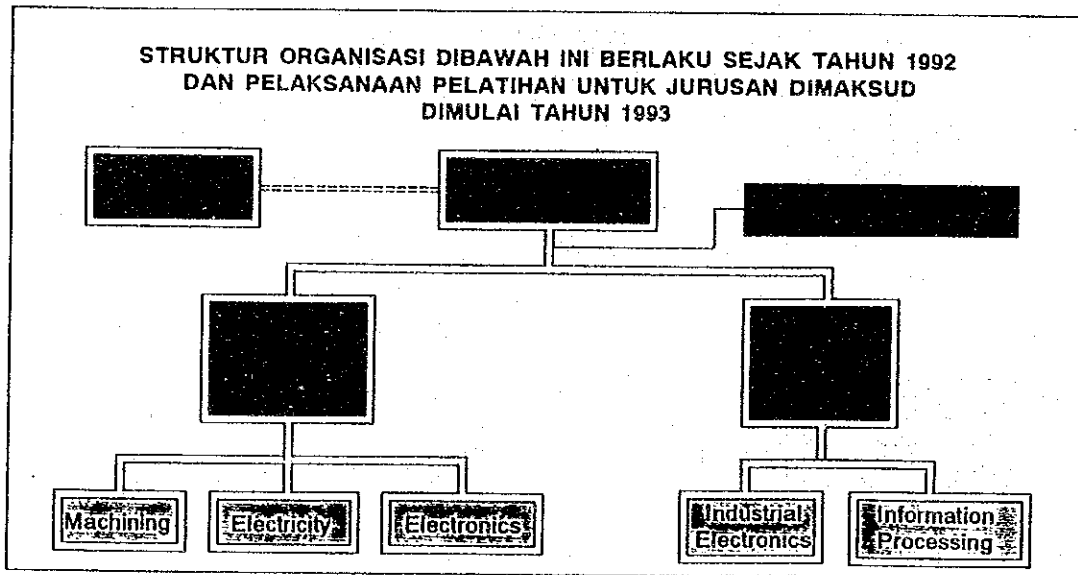 STRUKTUR ORGANISASI DIBAWAH INI BERLAKU SEJAK TAHUN 1992
DAN PELAKSANAAN PELATIHAN UNTUK JURUSAN DIMAKSUD
DIMULAI TAHUN 1993
Machining
Electricity
Electronics
Industrial
Electronics
Information
Processing